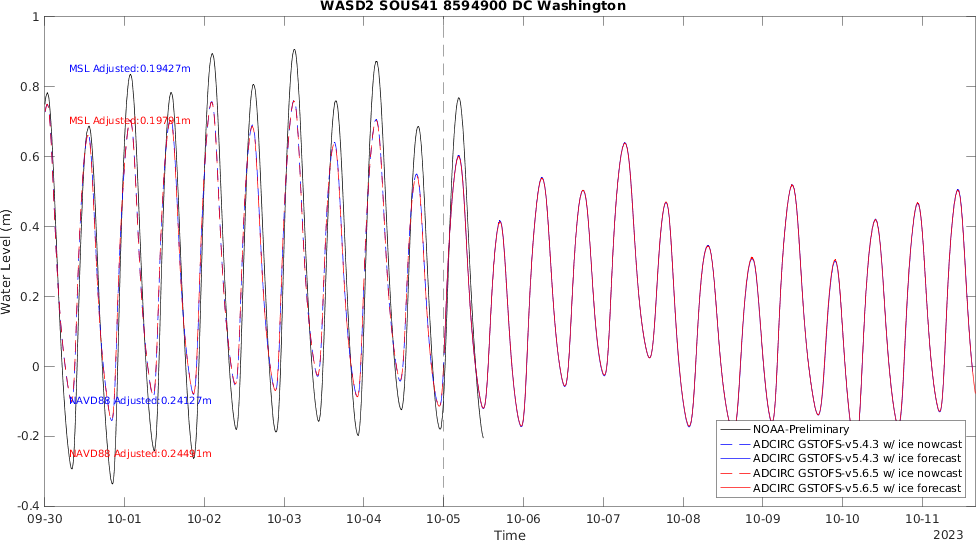 WASD2 SOUS41 8594900 DC Washington
1
0.8
0.6
0.4
0.2
0
-0.2
-0.4
Water Level (m)
MSL Adjusted:0.19427m
MSL Adjusted:0.19791m
NAVD88 Adjusted:0.24127m
NAVD88 Adjusted:0.24491m
NOAA-Preliminary
ADCIRC GSTOFS-v5.4.3 w/ ice nowcast
ADCIRC GSTOFS-v5.4.3 w/ ice forecast
ADCIRC GSTOFS-v5.6.5 w/ ice nowcast
ADCIRC GSTOFS-v5.6.5 w/ ice forecast
09-30 10-01 10-02 10-03 10-04 10-05 10-06 10-07 10-08 10-09 10-10 10-11
Time
2023